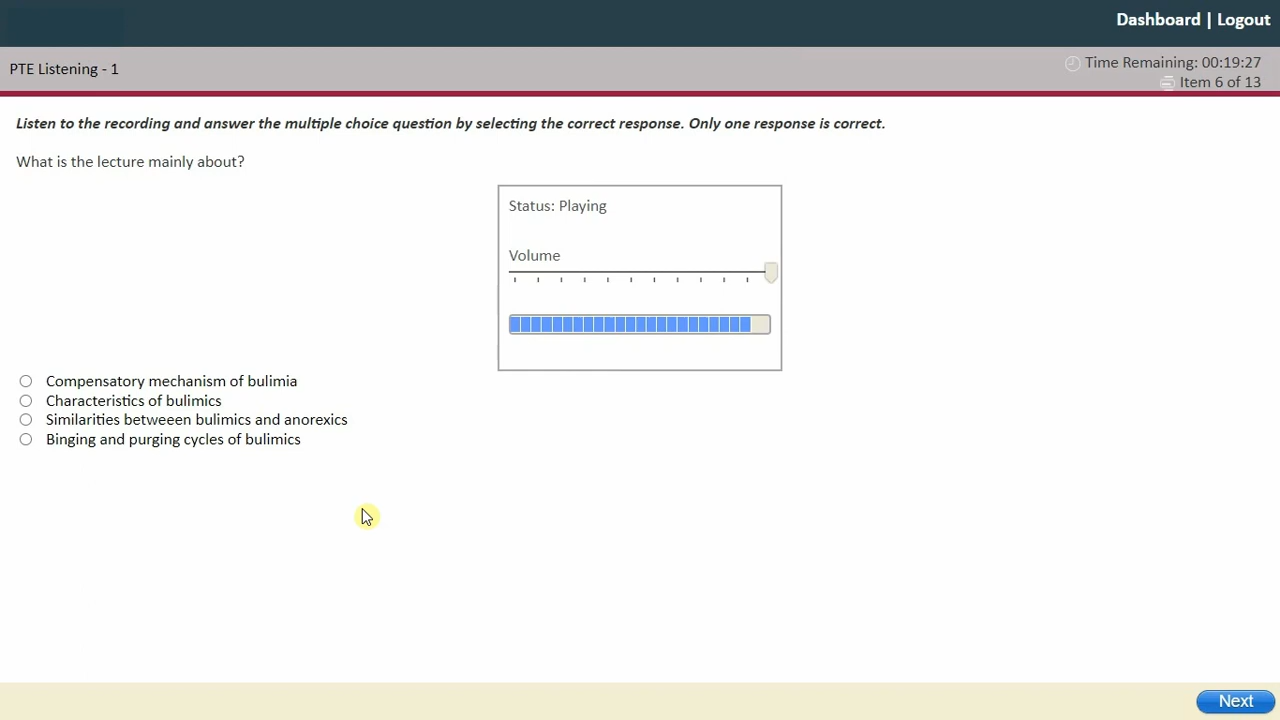 Dashboard | Logout
PTE Listening - 1
Time Remaining: 00:19:27
Item 6 of 13
Listen to the recording and answer the multiple choice question by selecting the correct response. Only one response is correct.
What is the lecture mainly about?
Status: Playing
Volume
Compensatory mechanism of bulimia
Characteristics of bulimics
Similarities betweeen bulimics and anorexics
Binging and purging cycles of bulimics
Next